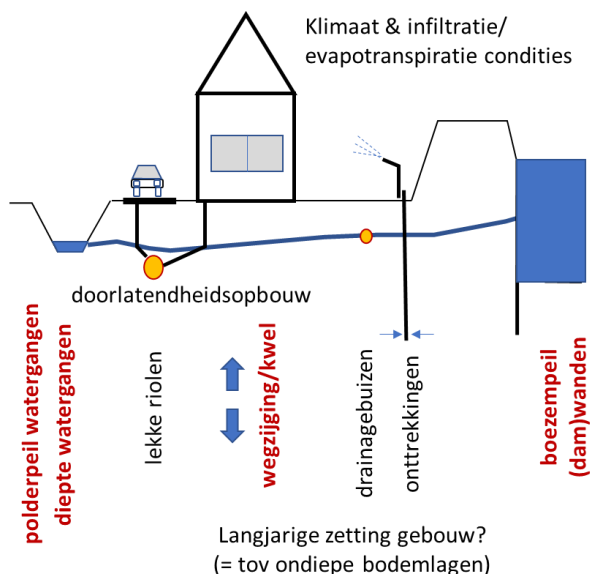 Klimaat & infiltratie/
evapotranspiratie condities
doorlatendheidsopbouw
polderpeil watergangen
diepte watergangen
lekke riolen
wegzijging/kwel
drainagebuizen
onttrekkingen
boezempeil
(dam)wanden
Langjarige zetting gebouw?
(= tov ondiepe bodemlagen)